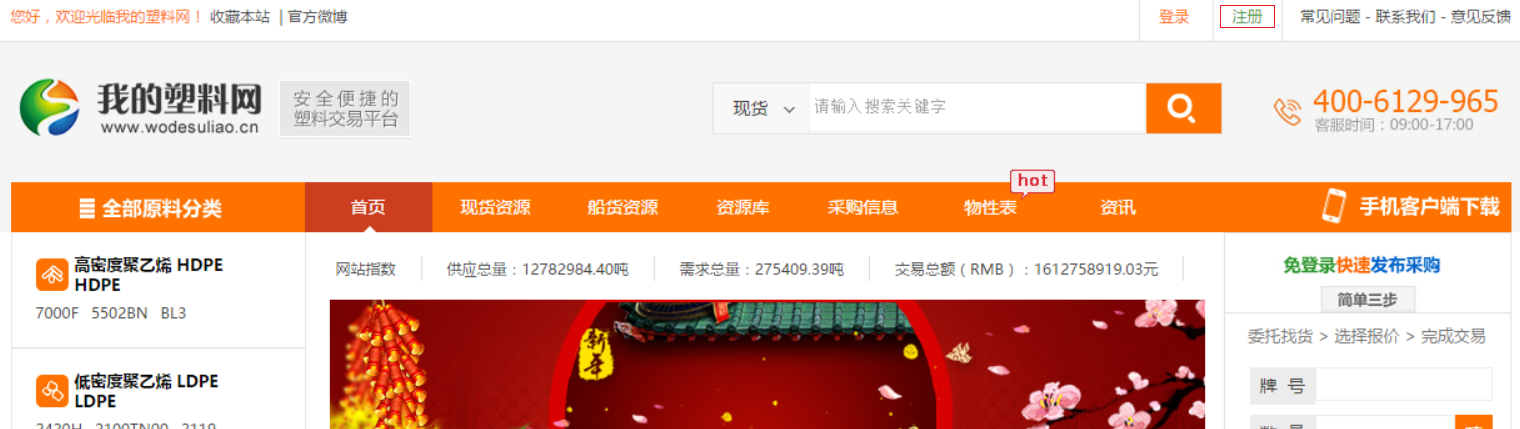 您好，欢迎光临我的塑料网！ 收藏本站 | 官方微博
登录 注册 常见问题 - 联系我们 - 意见反馈
我的塑料网
www.wodesuliao.cn
安全便捷的
塑料交易平台
现货 请输入搜索关键字
400-6129-965
客服时间：09:00-17:00
hot
全部原料分类 首页 现货资源 船货资源 资源库 采购信息 物性表 资讯 手机客户端下载
高密度聚乙烯 HDPE
HDPE
7000F 5502BN BL3
低密度聚乙烯 LDPE
LDPE
网站指数 供应总量：12782984.40吨 需求总量：275409.39吨 交易总额（RMB）：1612758919.03元
新年
免登录快速发布采购
简单三步
委托找货 > 选择报价 > 完成交易
牌 号